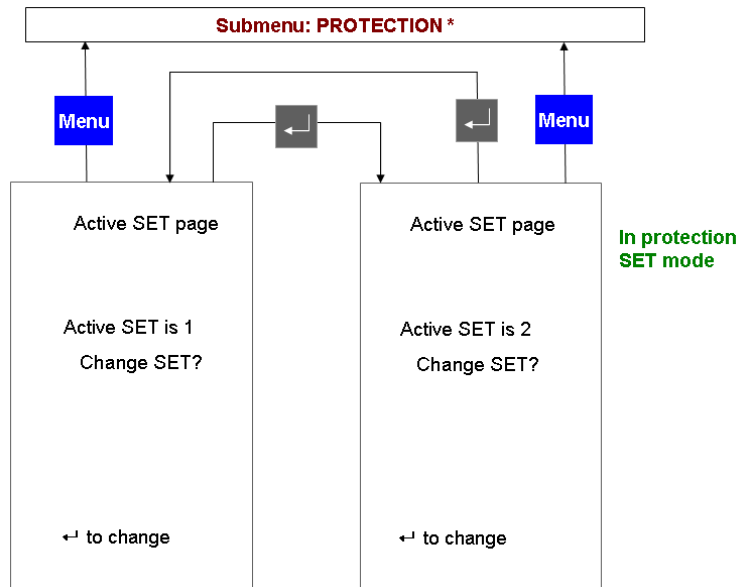 Submenu: PROTECTION *
Menu
Menu
Active SET page
Active SET is 1
Change SET?
↵ to change
Active SET page
Active SET is 2
Change SET?
↵ to change
In protection
SET mode